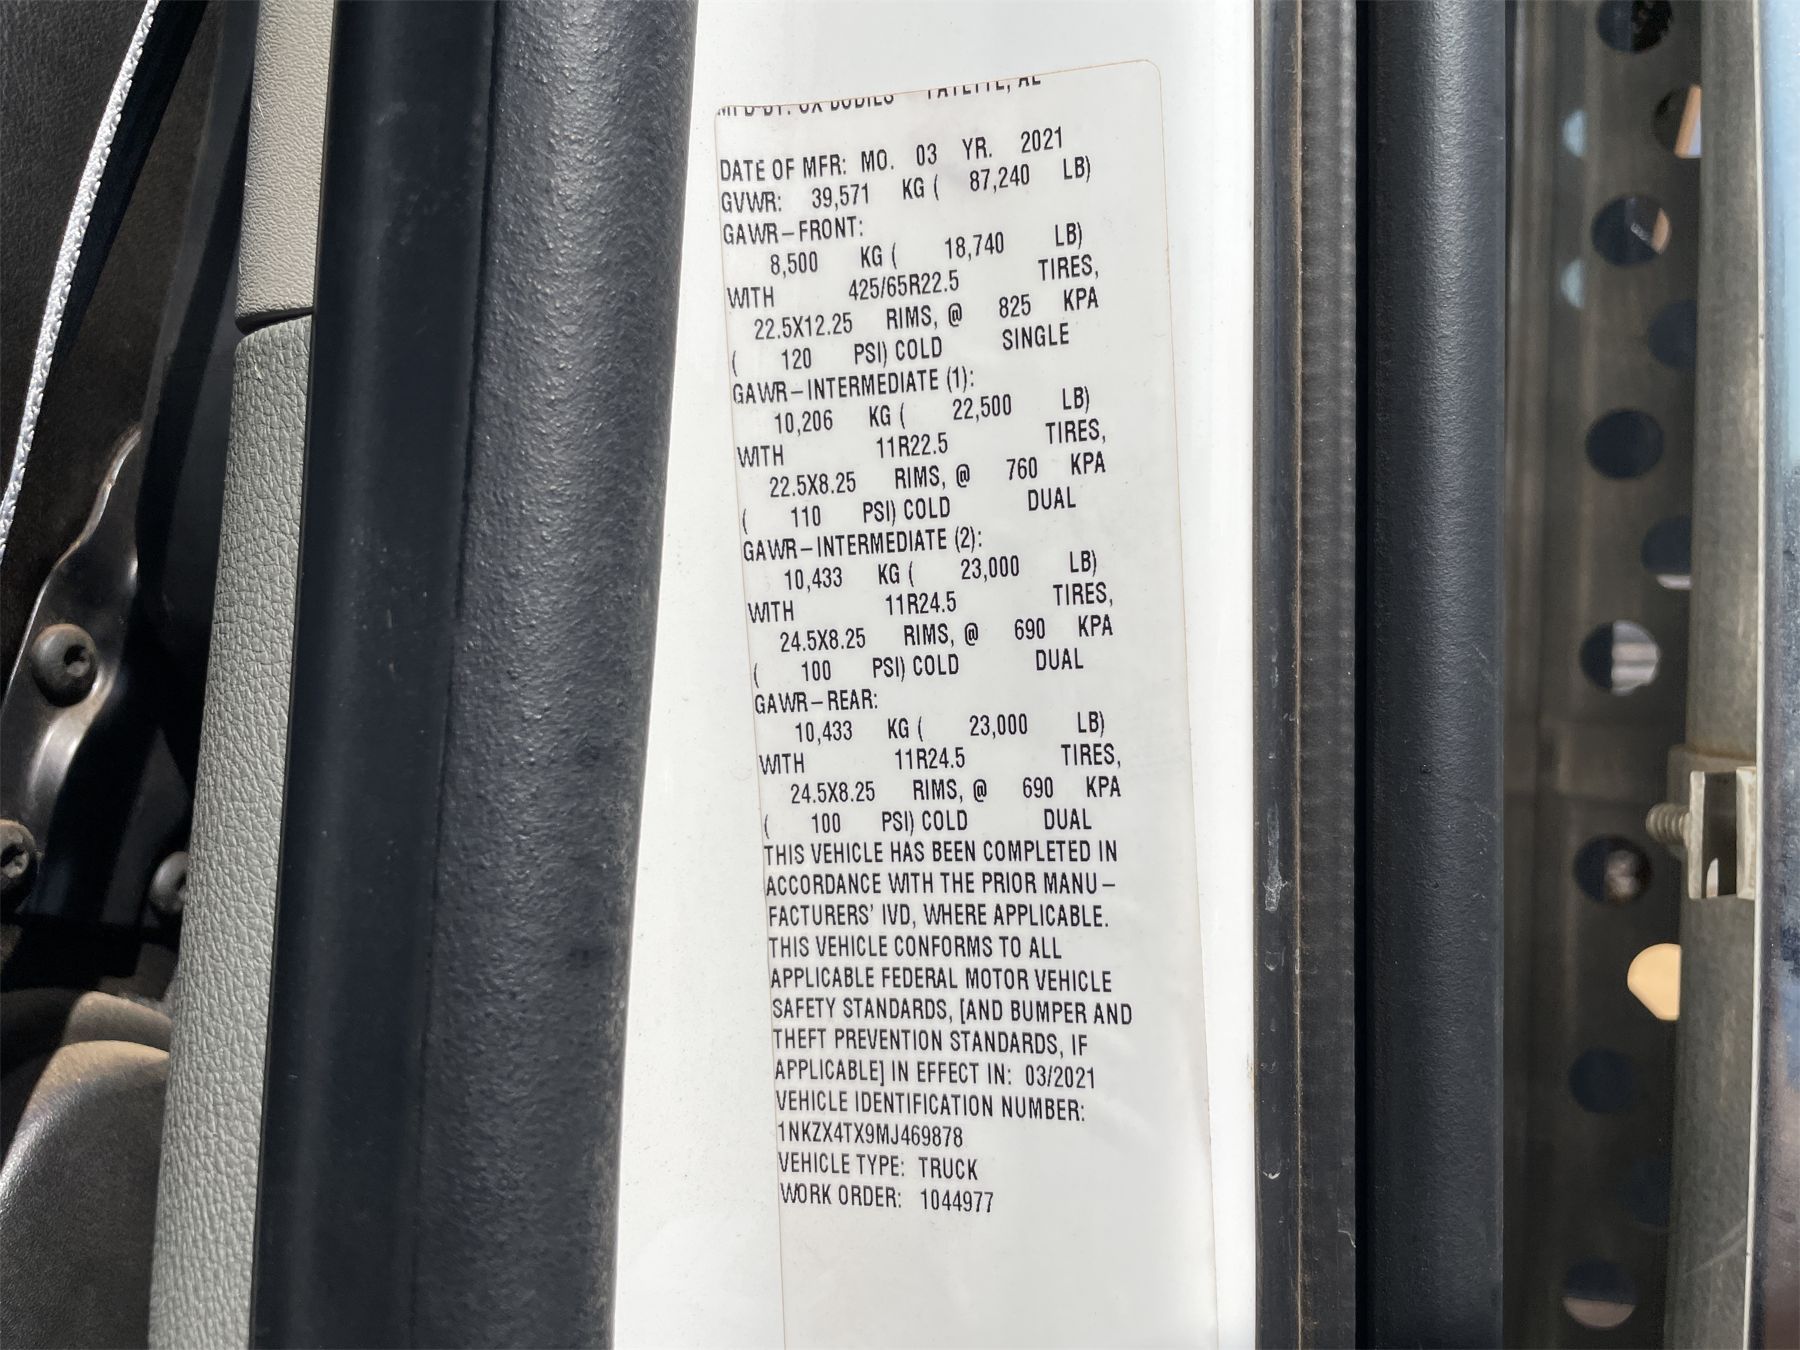 MFD BY: OX BODIES FAYETTE, AL
DATE OF MFR: MO. 03 YR. 2021
GVWR: 39,571 KG ( 87,240 LB)
GAWR-FRONT:
8,500 KG ( 18,740 LB)
WITH 425/65R22.5 TIRES,
22.5X12.25 RIMS, @ 825 KPA
( 120 PSI) COLD SINGLE
GAWR-INTERMEDIATE (1):
10,206 KG ( 22,500 LB)
WITH 11R22.5 TIRES,
22.5X8.25 RIMS, @ 760 KPA
( 110 PSI) COLD DUAL
GAWR-INTERMEDIATE (2):
10,433 KG ( 23,000 LB)
WITH 11R24.5 TIRES,
24.5X8.25 RIMS, @ 690 KPA
( 100 PSI) COLD DUAL
GAWR-REAR:
10,433 KG ( 23,000 LB)
WITH 11R24.5 TIRES,
24.5X8.25 RIMS, @ 690 KPA
( 100 PSI) COLD DUAL
THIS VEHICLE HAS BEEN COMPLETED IN
ACCORDANCE WITH THE PRIOR MANU-
FACTURERS' IVD, WHERE APPLICABLE.
THIS VEHICLE CONFORMS TO ALL
APPLICABLE FEDERAL MOTOR VEHICLE
SAFETY STANDARDS, [AND BUMPER AND
THEFT PREVENTION STANDARDS, IF
APPLICABLE] IN EFFECT IN: 03/2021
VEHICLE IDENTIFICATION NUMBER:
1NKZX4TX9MJ469878
VEHICLE TYPE: TRUCK
WORK ORDER: 1044977